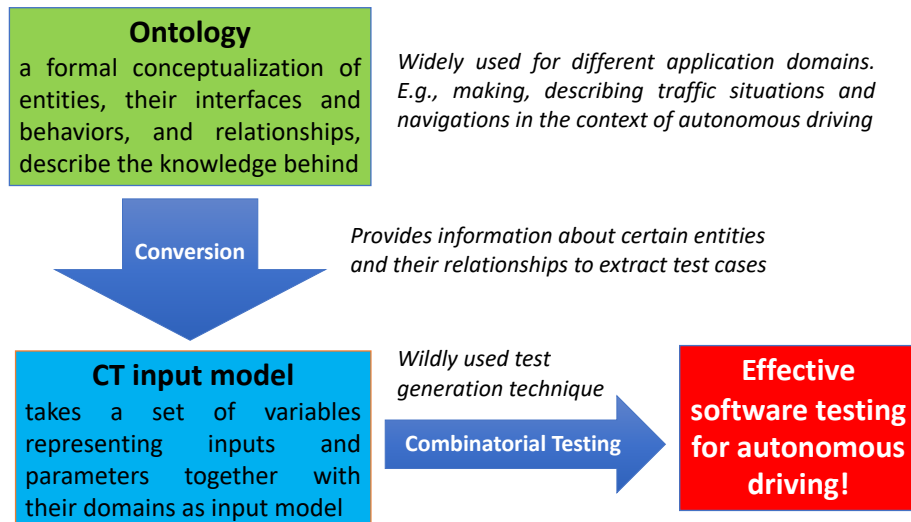 Ontology
a formal conceptualization of
entities, their interfaces and
behaviors, and relationships,
describe the knowledge behind
Widely used for different application domains.
E.g., making, describing traffic situations and
navigations in the context of autonomous driving
Conversion
Provides information about certain entities
and their relationships to extract test cases
CT input model
takes a set of variables
representing inputs and
parameters together with
their domains as input model
Wildly used test
generation technique
Combinatorial Testing
Effective
software testing
for autonomous
driving!